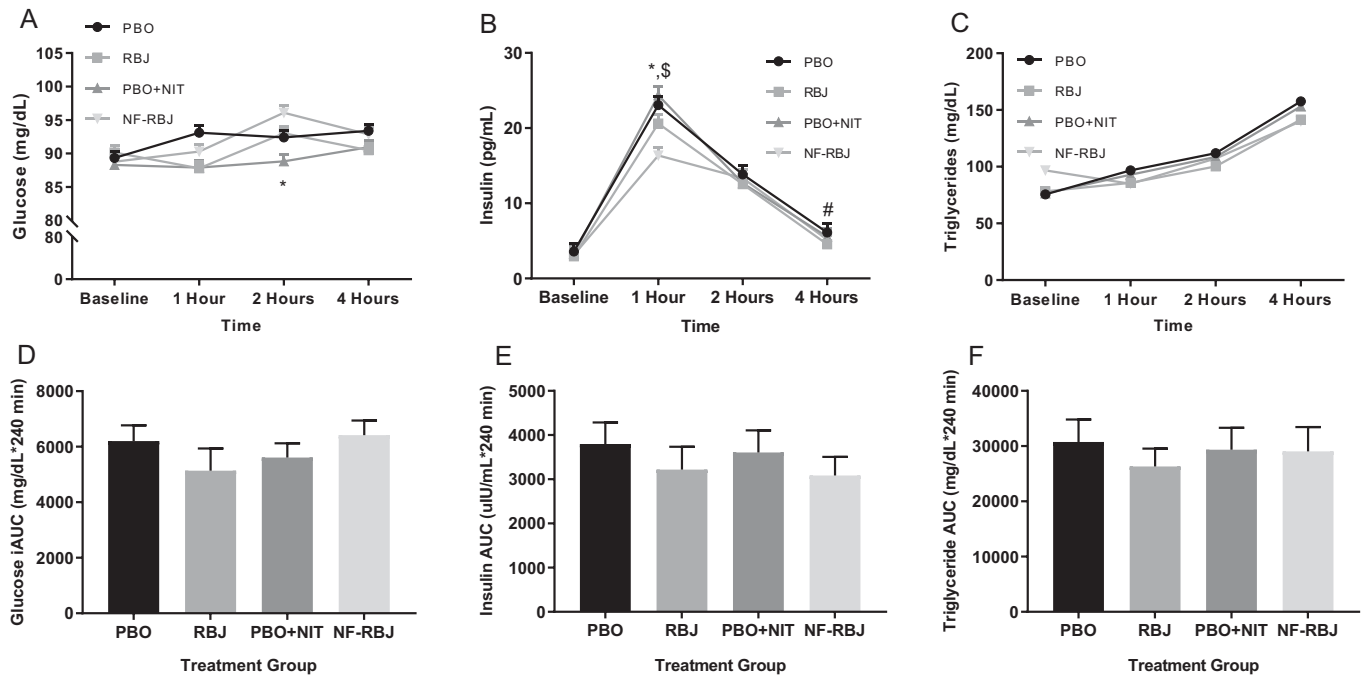 A
PBO
RBJ
PBO+NIT
NF-RBJ
Glucose (mg/dL)
105
100
95
90
85
80
80
0
*
Baseline 1 Hour 2 Hours 4 Hours
Time
B
PBO
RBJ
PBO+NIT
NF-RBJ
Insulin (pg/mL)
30
20
10
0
*,$
#
Baseline 1 Hour 2 Hours 4 Hours
Time
C
PBO
RBJ
PBO+NIT
NF-RBJ
Triglycerides (mg/dL)
200
150
100
50
0
Baseline 1 Hour 2 Hours 4 Hours
Time
D
Glucose iAUC (mg/dL*240 min)
8000
6000
4000
2000
0
PBO RBJ PBO+NIT NF-RBJ
Treatment Group
E
Insulin AUC (uIU/mL*240 min)
5000
4000
3000
2000
1000
0
PBO RBJ PBO+NIT NF-RBJ
Treatment Group
F
Triglyceride AUC (mg/dL*240 min)
40000
30000
20000
10000
0
PBO RBJ PBO+NIT NF-RBJ
Treatment Group